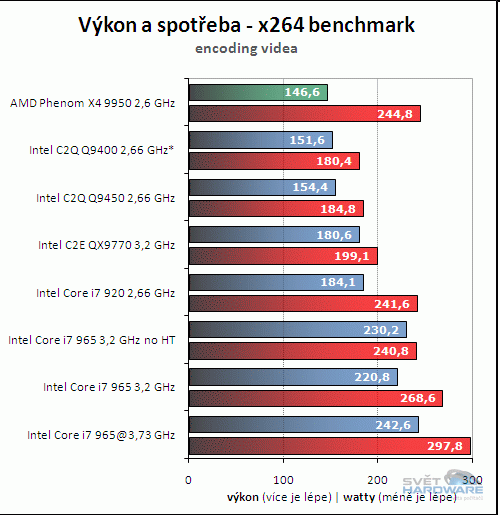 Výkon a spotřeba - x264 benchmark
encoding videa
AMD Phenom X4 9950 2,6 GHz
146,6
244,8
Intel C2Q Q9400 2,66 GHz*
151,6
180,4
Intel C2Q Q9450 2,66 GHz
154,4
184,8
Intel C2E QX9770 3,2 GHz
180,6
199,1
Intel Core i7 920 2,66 GHz
184,1
241,6
Intel Core i7 965 3,2 GHz no HT
230,2
240,8
Intel Core i7 965 3,2 GHz
220,8
268,6
Intel Core i7 965@3,73 GHz
242,6
297,8
SVĚT
HARDWARE
0 100 200 300
výkon (více je lépe) | watty (méně je lépe)